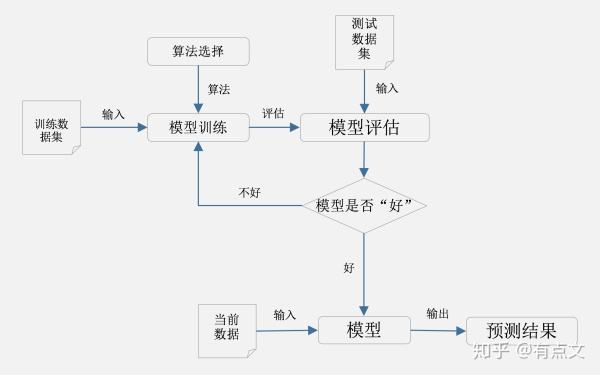 测试
数据
集
算法选择
算法
输入
训练数
据集
输入
模型训练
评估
模型评估
不好
模型是否“好”
好
当前
数据
输入
模型
输出
预测结果
知乎 @有点文